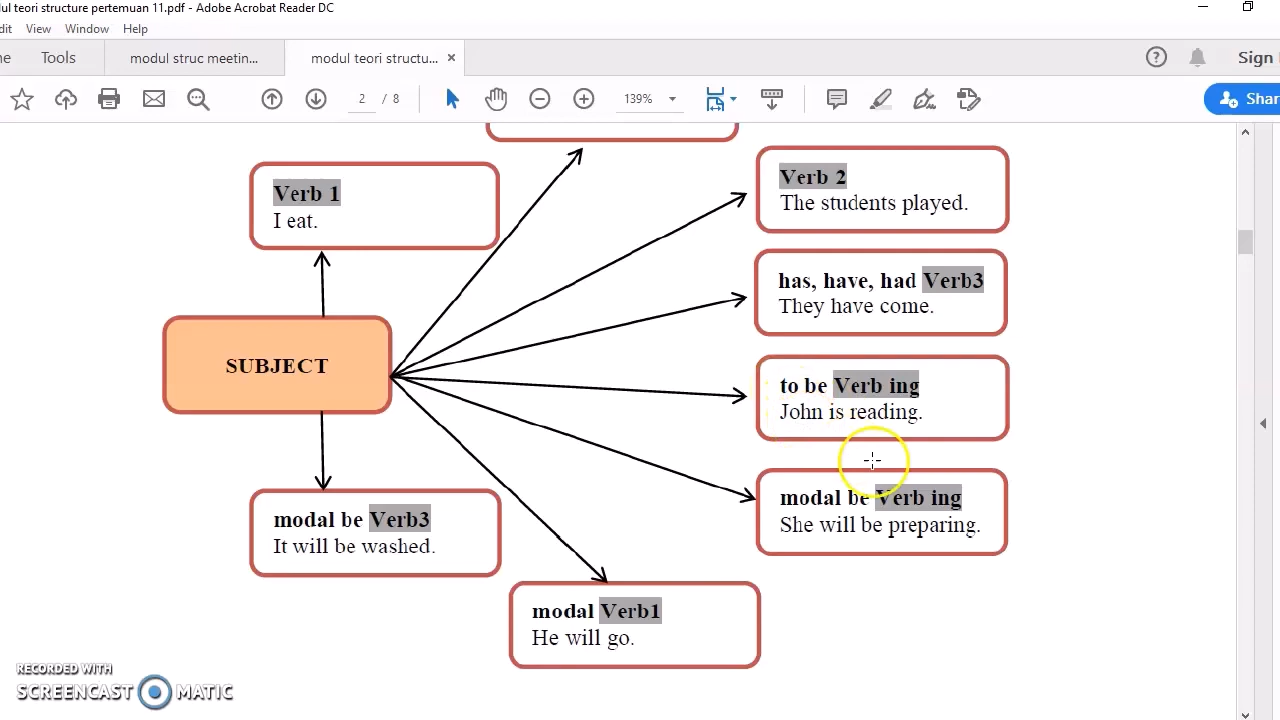 ul teori structure pertemuan 11.pdf - Adobe Acrobat Reader DC
dit View Window Help
ne Tools modul struc meetin... modul teori structu... × Sign
2 / 8 139% Shar
Verb 1
I eat.
Verb 2
The students played.
has, have, had Verb3
They have come.
SUBJECT
to be Verb ing
John is reading.
modal be Verb ing
She will be preparing.
modal be Verb3
It will be washed.
modal Verb1
He will go.
RECORDED WITH
SCREENCAST MATIC